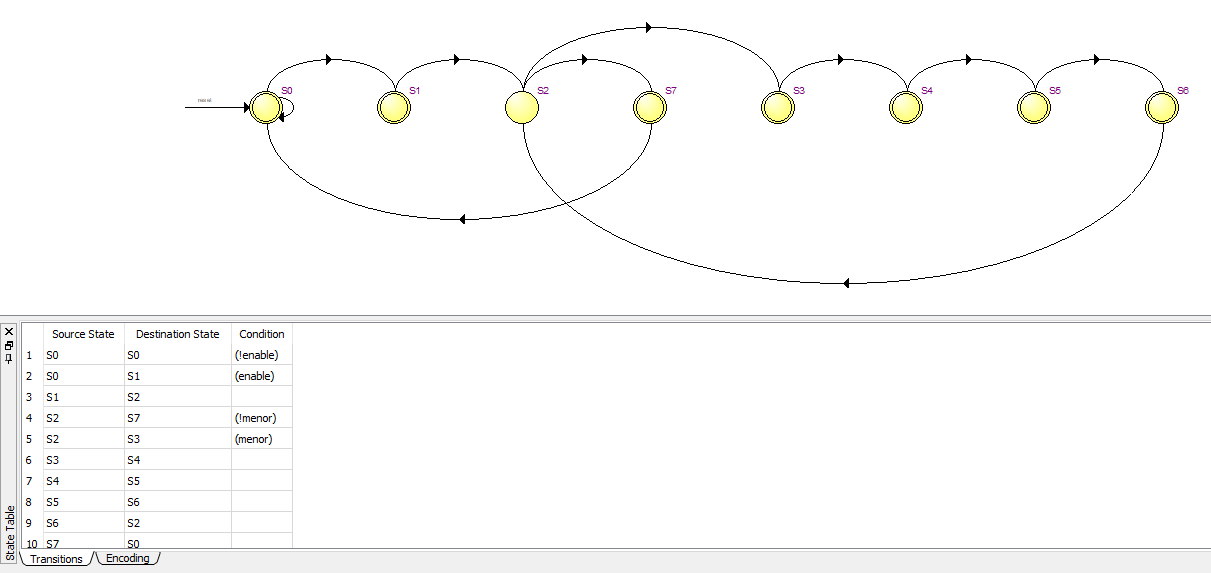 S0 S1 S2 S7 S3 S4 S5 S6
Source State Destination State Condition
1 S0 S0 (!enable)
2 S0 S1 (enable)
3 S1 S2
4 S2 S7 (!menor)
5 S2 S3 (menor)
6 S3 S4
7 S4 S5
8 S5 S6
9 S6 S2
10 S7 S0
State Table
Transitions Encoding